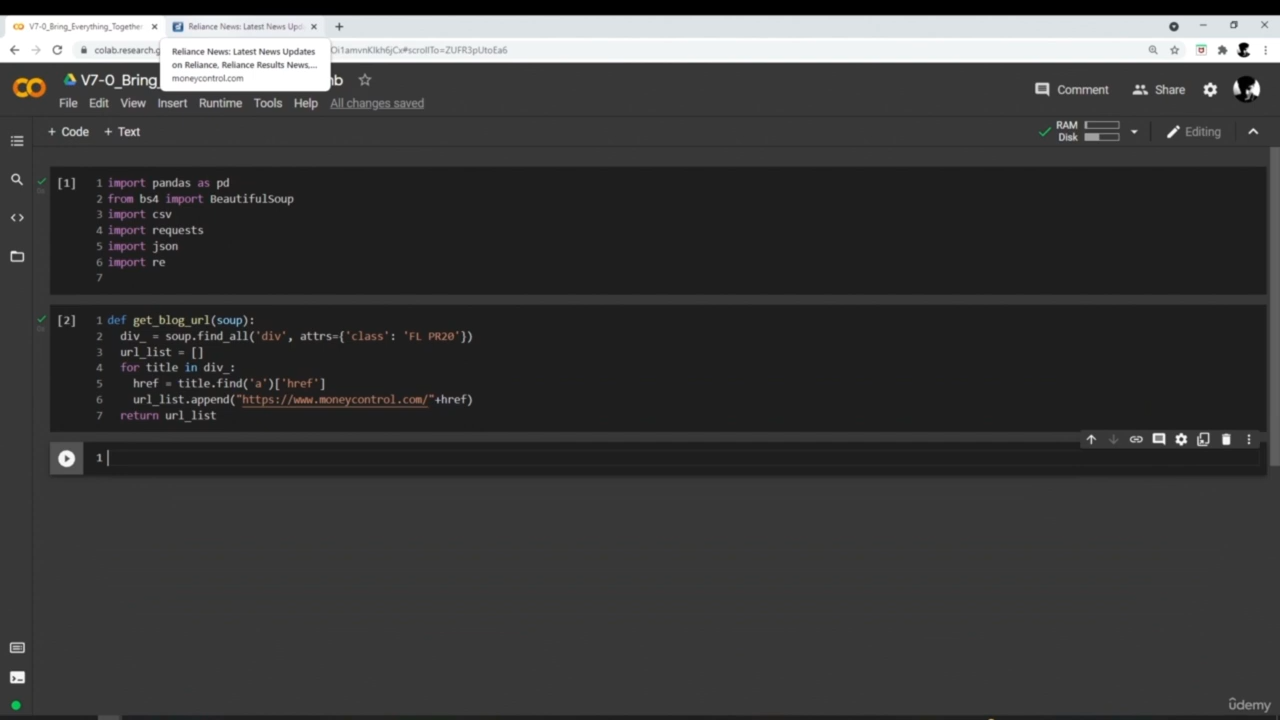 V7-0_Bring_Everything_Together
Reliance News: Latest News Upd
colab.research.g
Oi1amvnKIkh6jCx#scrollTo=ZUFR3pUtoEa6
Reliance News: Latest News Updates
on Reliance, Reliance Results News,...
moneycontrol.com
V7-0_Bring_
nb
File Edit View Insert Runtime Tools Help All changes saved
Comment Share
+ Code + Text
RAM
Disk
Editing
[1] 1 import pandas as pd
2 from bs4 import BeautifulSoup
3 import csv
4 import requests
5 import json
6 import re
7
[2] 1 def get_blog_url(soup):
2 div_ = soup.find_all('div', attrs={'class': 'FL PR20'})
3 url_list = []
4 for title in div_:
5 href = title.find('a')['href']
6 url_list.append("https://www.moneycontrol.com/"+href)
7 return url_list
1
ûdemy